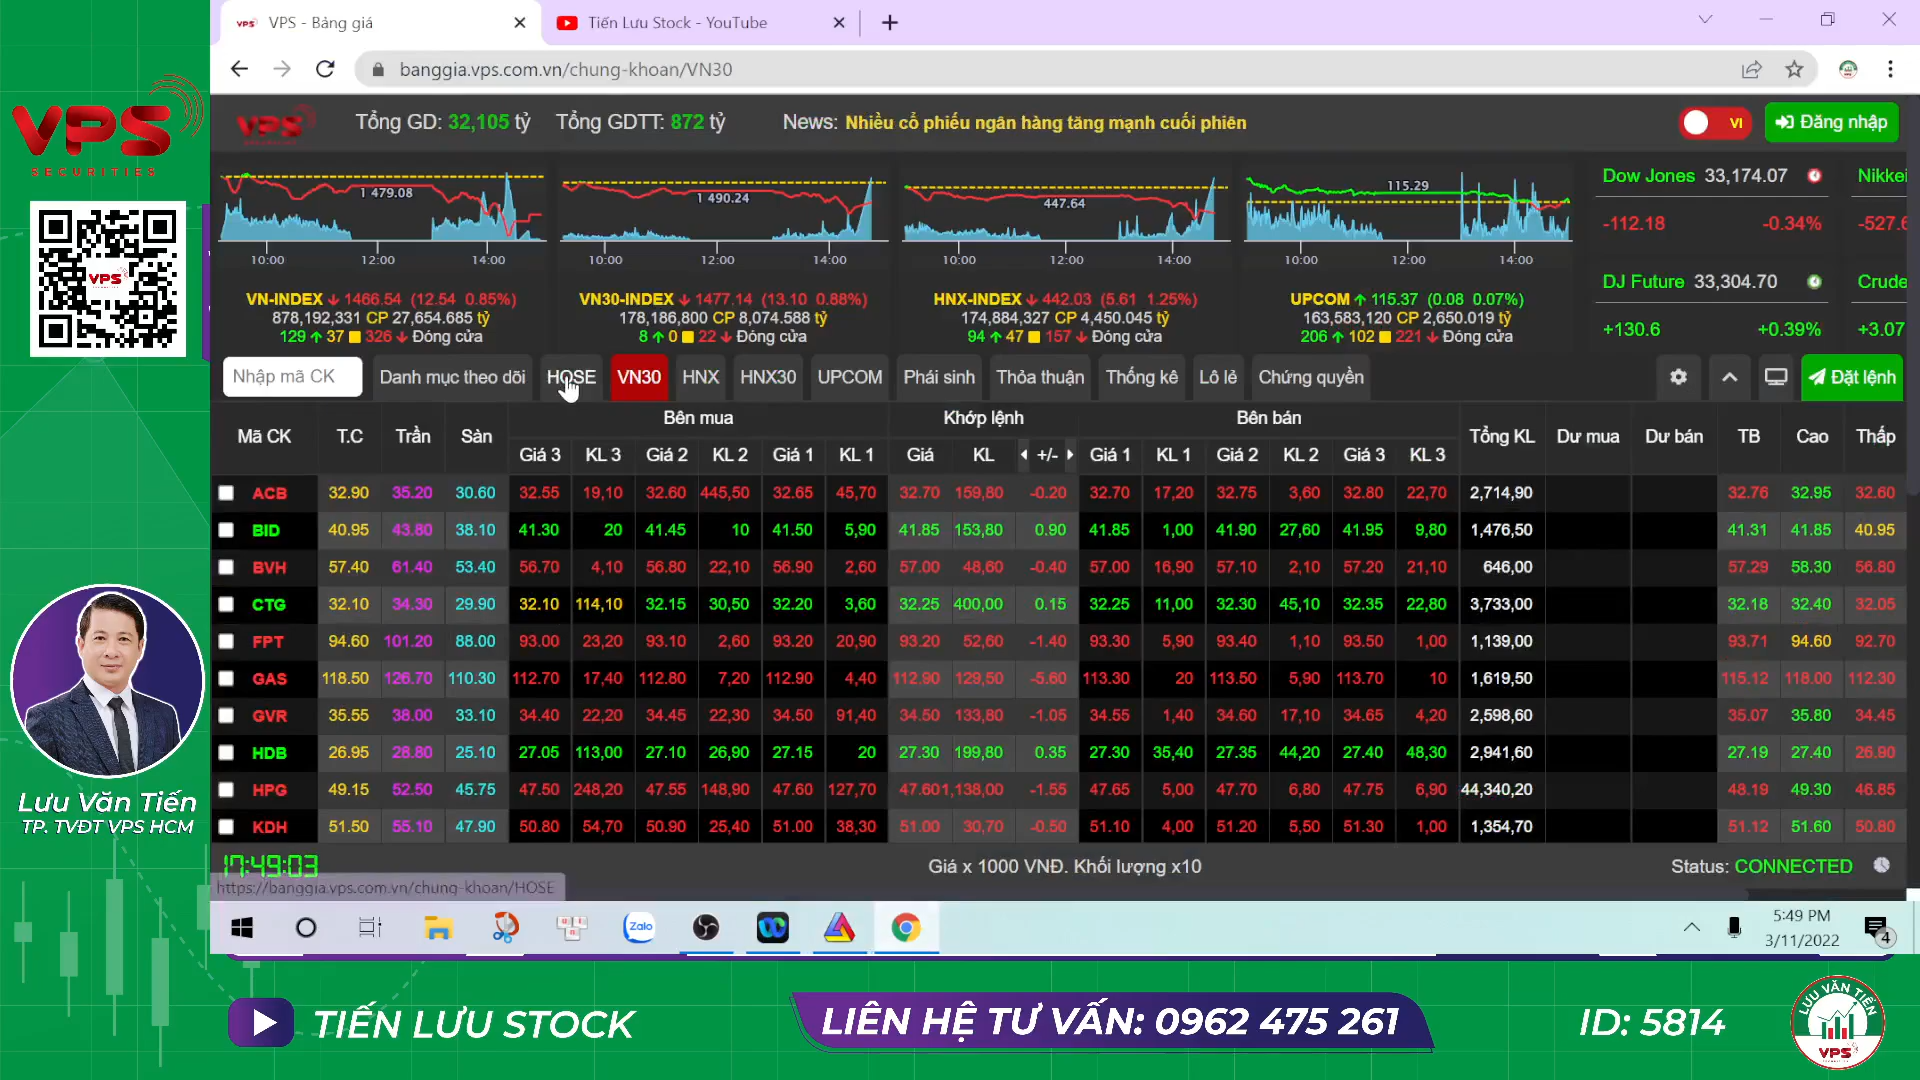 VPS - Bảng giá
Tiến Lưu Stock - YouTube
banggia.vps.com.vn/chung-khoan/VN30
VPS
SECURITIES
VPS
VPS
Tổng GD: 32,105 tỷ
Tổng GDTT: 872 tỷ
News: Nhiều cổ phiếu ngân hàng tăng mạnh cuối phiên
VI
Đăng nhập
1 479.08
10:00 12:00 14:00
1 490.24
10:00 12:00 14:00
447.64
10:00 12:00 14:00
115.29
10:00 12:00 14:00
VN-INDEX 1466.54 (12.54 0.85%)
878,192,331 CP 27,654.685 tỷ
129 37 326 Đóng cửa
VN30-INDEX 1477.14 (13.10 0.88%)
178,186,800 CP 8,074.588 tỷ
8 0 22 Đóng cửa
HNX-INDEX 442.03 (5.61 1.25%)
174,884,327 CP 4,450.045 tỷ
94 47 157 Đóng cửa
UPCOM 115.37 (0.08 0.07%)
163,583,120 CP 2,650.019 tỷ
206 102 221 Đóng cửa
Dow Jones 33,174.07
-112.18 -0.34%
DJ Future 33,304.70
+130.6 +0.39%
Nikkei
-527.6
Crude
+3.07
Nhập mã CK
Danh mục theo dõi HOSE VN30 HNX HNX30 UPCOM Phái sinh Thỏa thuận Thống kê Lô lẻ Chứng quyền
Đặt lệnh
Mã CK T.C Trần Sàn Bên mua Khớp lệnh Bên bán Tổng KL Dư mua Dư bán TB Cao Thấp
Giá 3 KL 3 Giá 2 KL 2 Giá 1 KL 1 Giá KL +/- Giá 1 KL 1 Giá 2 KL 2 Giá 3 KL 3
ACB 32.90 35.20 30.60 32.55 19,10 32.60 445,50 32.65 45,70 32.70 159,80 -0.20 32.70 17,20 32.75 3,60 32.80 22,70 2,714,90 32.76 32.95 32.60
BID 40.95 43.80 38.10 41.30 20 41.45 10 41.50 5,90 41.85 153,80 0.90 41.85 1,00 41.90 27,60 41.95 9,80 1,476,50 41.31 41.85 40.95
BVH 57.40 61.40 53.40 56.70 4,10 56.80 22,10 56.90 2,60 57.00 48,60 -0.40 57.00 16,90 57.10 2,10 57.20 21,10 646,00 57.29 58.30 56.80
CTG 32.10 34.30 29.90 32.10 114,10 32.15 30,50 32.20 3,60 32.25 400,00 0.15 32.25 11,00 32.30 45,10 32.35 22,80 3,733,00 32.18 32.40 32.05
FPT 94.60 101.20 88.00 93.00 23,20 93.10 2,60 93.20 20,90 93.20 52,60 -1.40 93.30 5,90 93.40 1,10 93.50 1,00 1,139,00 93.71 94.60 92.70
GAS 118.50 126.70 110.30 112.70 17,40 112.80 7,20 112.90 4,40 112.90 129,50 -5.60 113.30 20 113.50 5,90 113.70 10 1,619,50 115.12 118.00 112.30
GVR 35.55 38.00 33.10 34.40 22,20 34.45 22,30 34.50 91,40 34.50 133,80 -1.05 34.55 1,40 34.60 17,10 34.65 4,20 2,598,60 35.07 35.80 34.45
HDB 26.95 28.80 25.10 27.05 113,00 27.10 26,90 27.15 20 27.30 199,80 0.35 27.30 35,40 27.35 44,20 27.40 48,30 2,941,60 27.19 27.40 26.90
HPG 49.15 52.50 45.75 47.50 248,20 47.55 148,90 47.60 127,70 47.60 1,138,00 -1.55 47.65 5,00 47.70 6,80 47.75 6,90 44,340,20 48.19 49.30 46.85
KDH 51.50 55.10 47.90 50.80 54,70 50.90 25,40 51.00 38,30 51.00 30,70 -0.50 51.10 4,00 51.20 5,50 51.30 1,00 1,354,70 51.12 51.60 50.80
17:49:03
Giá x 1000 VNĐ. Khối lượng x10
Status: CONNECTED
https://banggia.vps.com.vn/chung-khoan/HOSE
Lưu Văn Tiến
TP. TVĐT VPS HCM
Zalo
5:49 PM
3/11/2022
4
TIẾN LƯU STOCK
LIÊN HỆ TƯ VẤN: 0962 475 261
ID: 5814
LƯU VĂN TIẾN
VPS